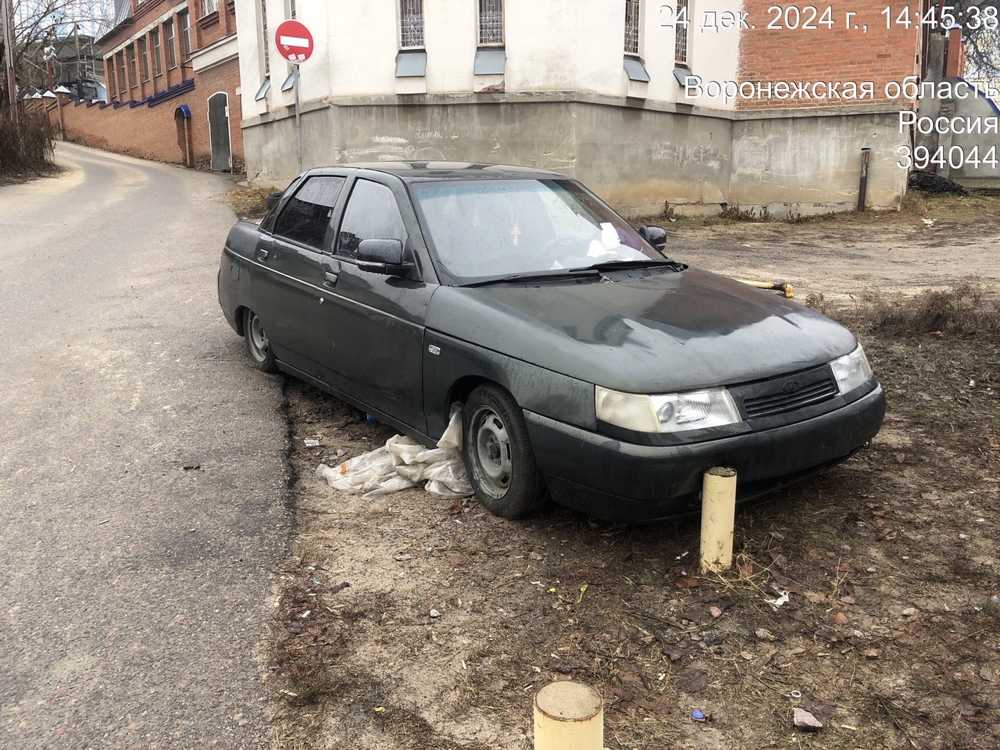 24 дек. 2024 г., 14:45:38
Воронежская область
Россия
394044